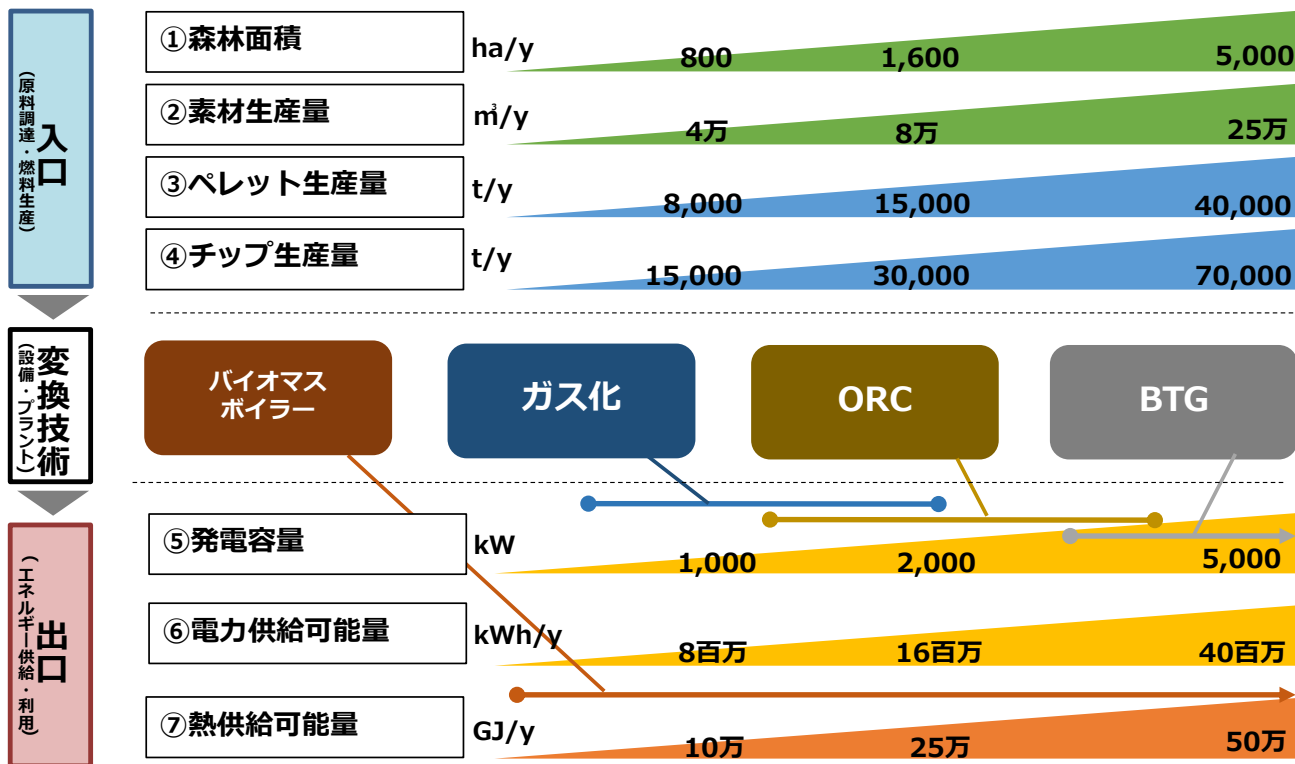 入口
(原料調達・燃料生産)
①森林面積
ha/y
800
1,600
5,000
②素材生産量
㎥/y
4万
8万
25万
③ペレット生産量
t/y
8,000
15,000
40,000
④チップ生産量
t/y
15,000
30,000
70,000
変換技術
(設備・プラント)
バイオマス
ボイラー
ガス化
ORC
BTG
出口
(エネルギー供給・利用)
⑤発電容量
kW
1,000
2,000
5,000
⑥電力供給可能量
kWh/y
8百万
16百万
40百万
⑦熱供給可能量
GJ/y
10万
25万
50万